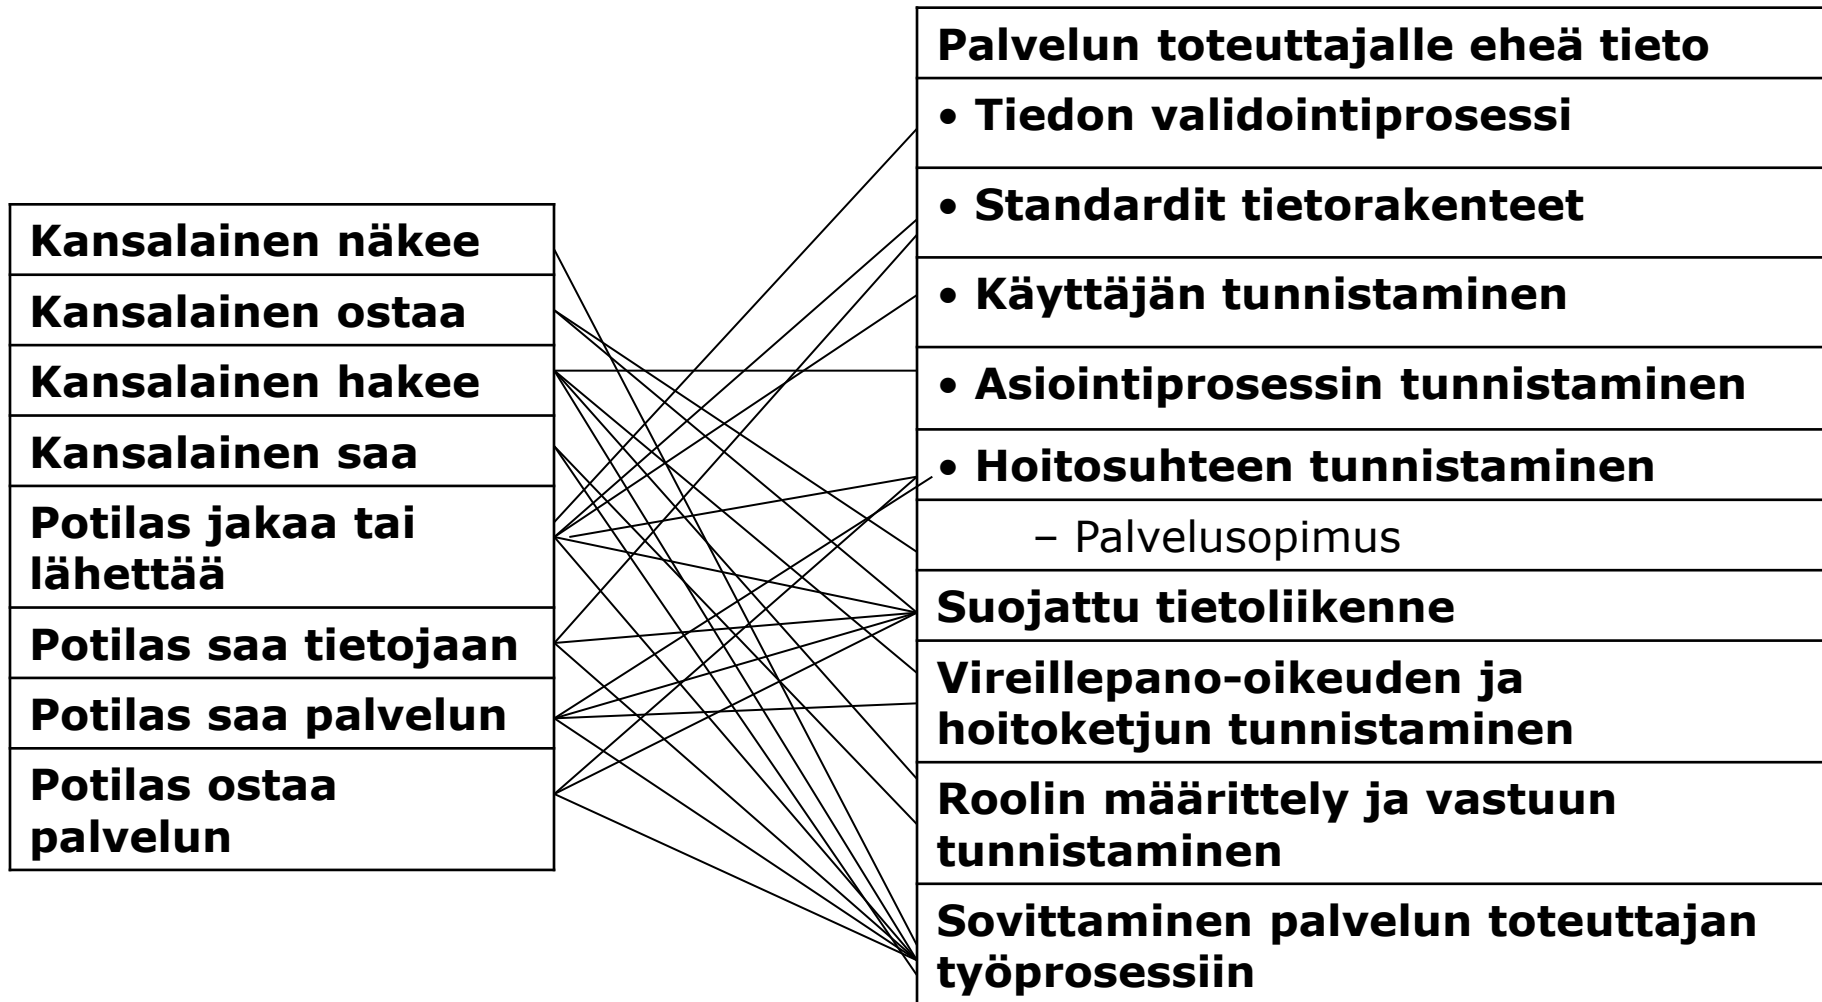 Kansalainen näkee
Kansalainen ostaa
Kansalainen hakee
Kansalainen saa
Potilas jakaa tai
lähettää
Potilas saa tietojaan
Potilas saa palvelun
Potilas ostaa
palvelun
Palvelun toteuttajalle eheä tieto
• Tiedon validointiprosessi
• Standardit tietorakenteet
• Käyttäjän tunnistaminen
• Asiointiprosessin tunnistaminen
• Hoitosuhteen tunnistaminen
– Palvelusopimus
Suojattu tietoliikenne
Vireillepano-oikeuden ja
hoitoketjun tunnistaminen
Roolin määrittely ja vastuun
tunnistaminen
Sovittaminen palvelun toteuttajan
työprosessiin